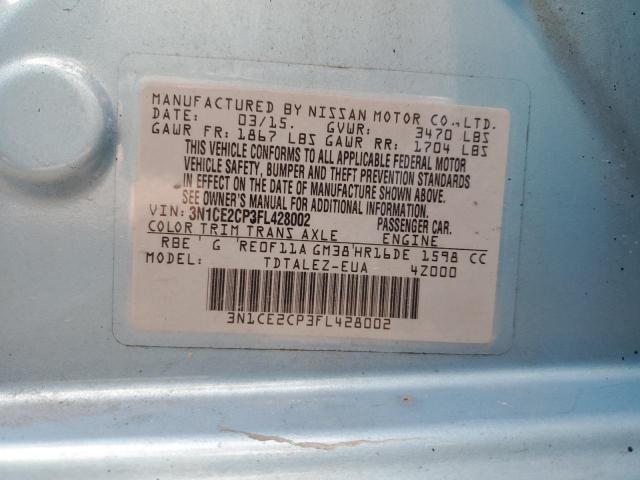 MANUFACTURED BY NISSAN MOTOR CO.,LTD.
DATE: 03/15. GVWR: 3470 LBS
GAWR FR: 1867 LBS GAWR RR: 1704 LBS
THIS VEHICLE CONFORMS TO ALL APPLICABLE FEDERAL MOTOR
VEHICLE SAFETY, BUMPER AND THEFT PREVENTION STANDARDS
IN EFFECT ON THE DATE OF MANUFACTURE SHOWN ABOVE.
SEE OWNER'S MANUAL FOR ADDITIONAL INFORMATION
VIN: 3N1CE2CP3FL428002 PASSENGER CAR.
COLOR TRIM TRANS AXLE ENGINE
RBE G RE0F11A GM38 HR16DE 1598 CC
MODEL: TDTALEZ-EUA 4Z000
3N1CE2CP3FL428002